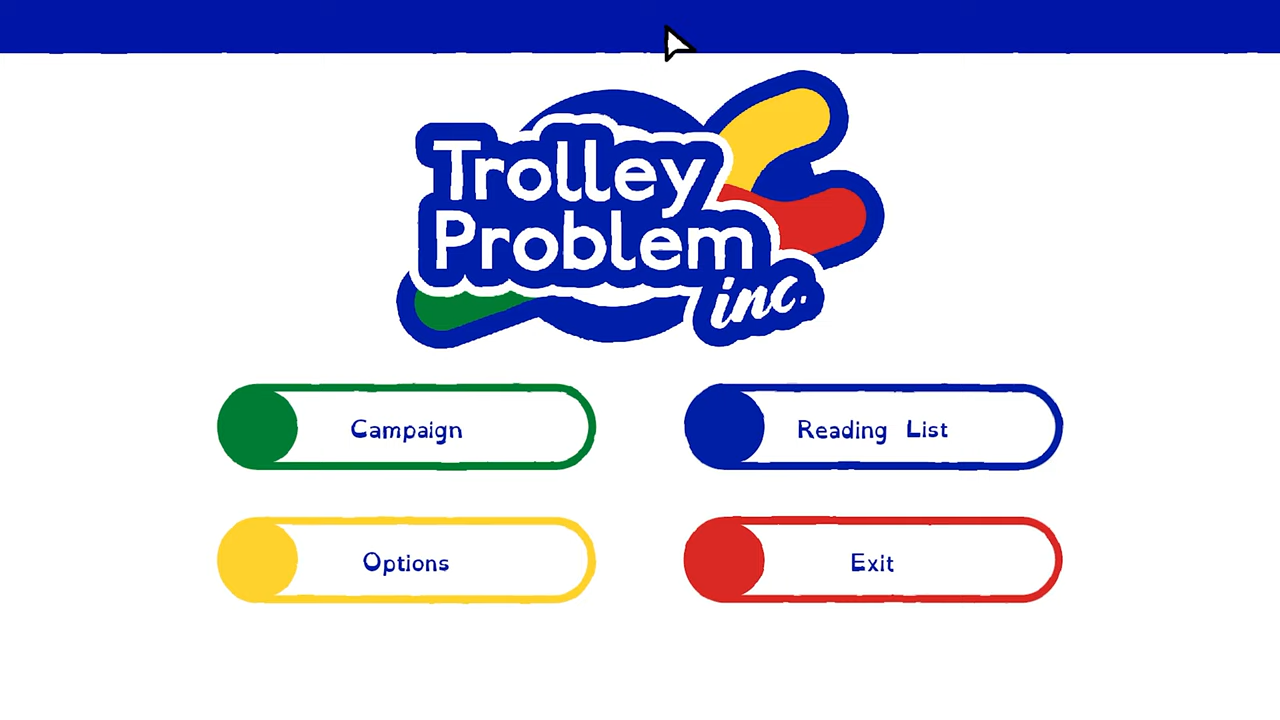 Trolley
Problem
inc.
Campaign
Reading List
Options
Exit